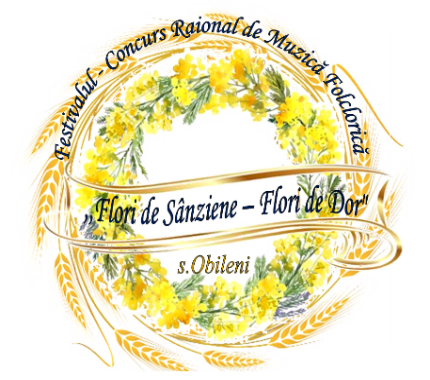 Festivalul - Concurs Raional de Muzică Folclorică
„Flori de Sânziene – Flori de Dor"
s.Obileni